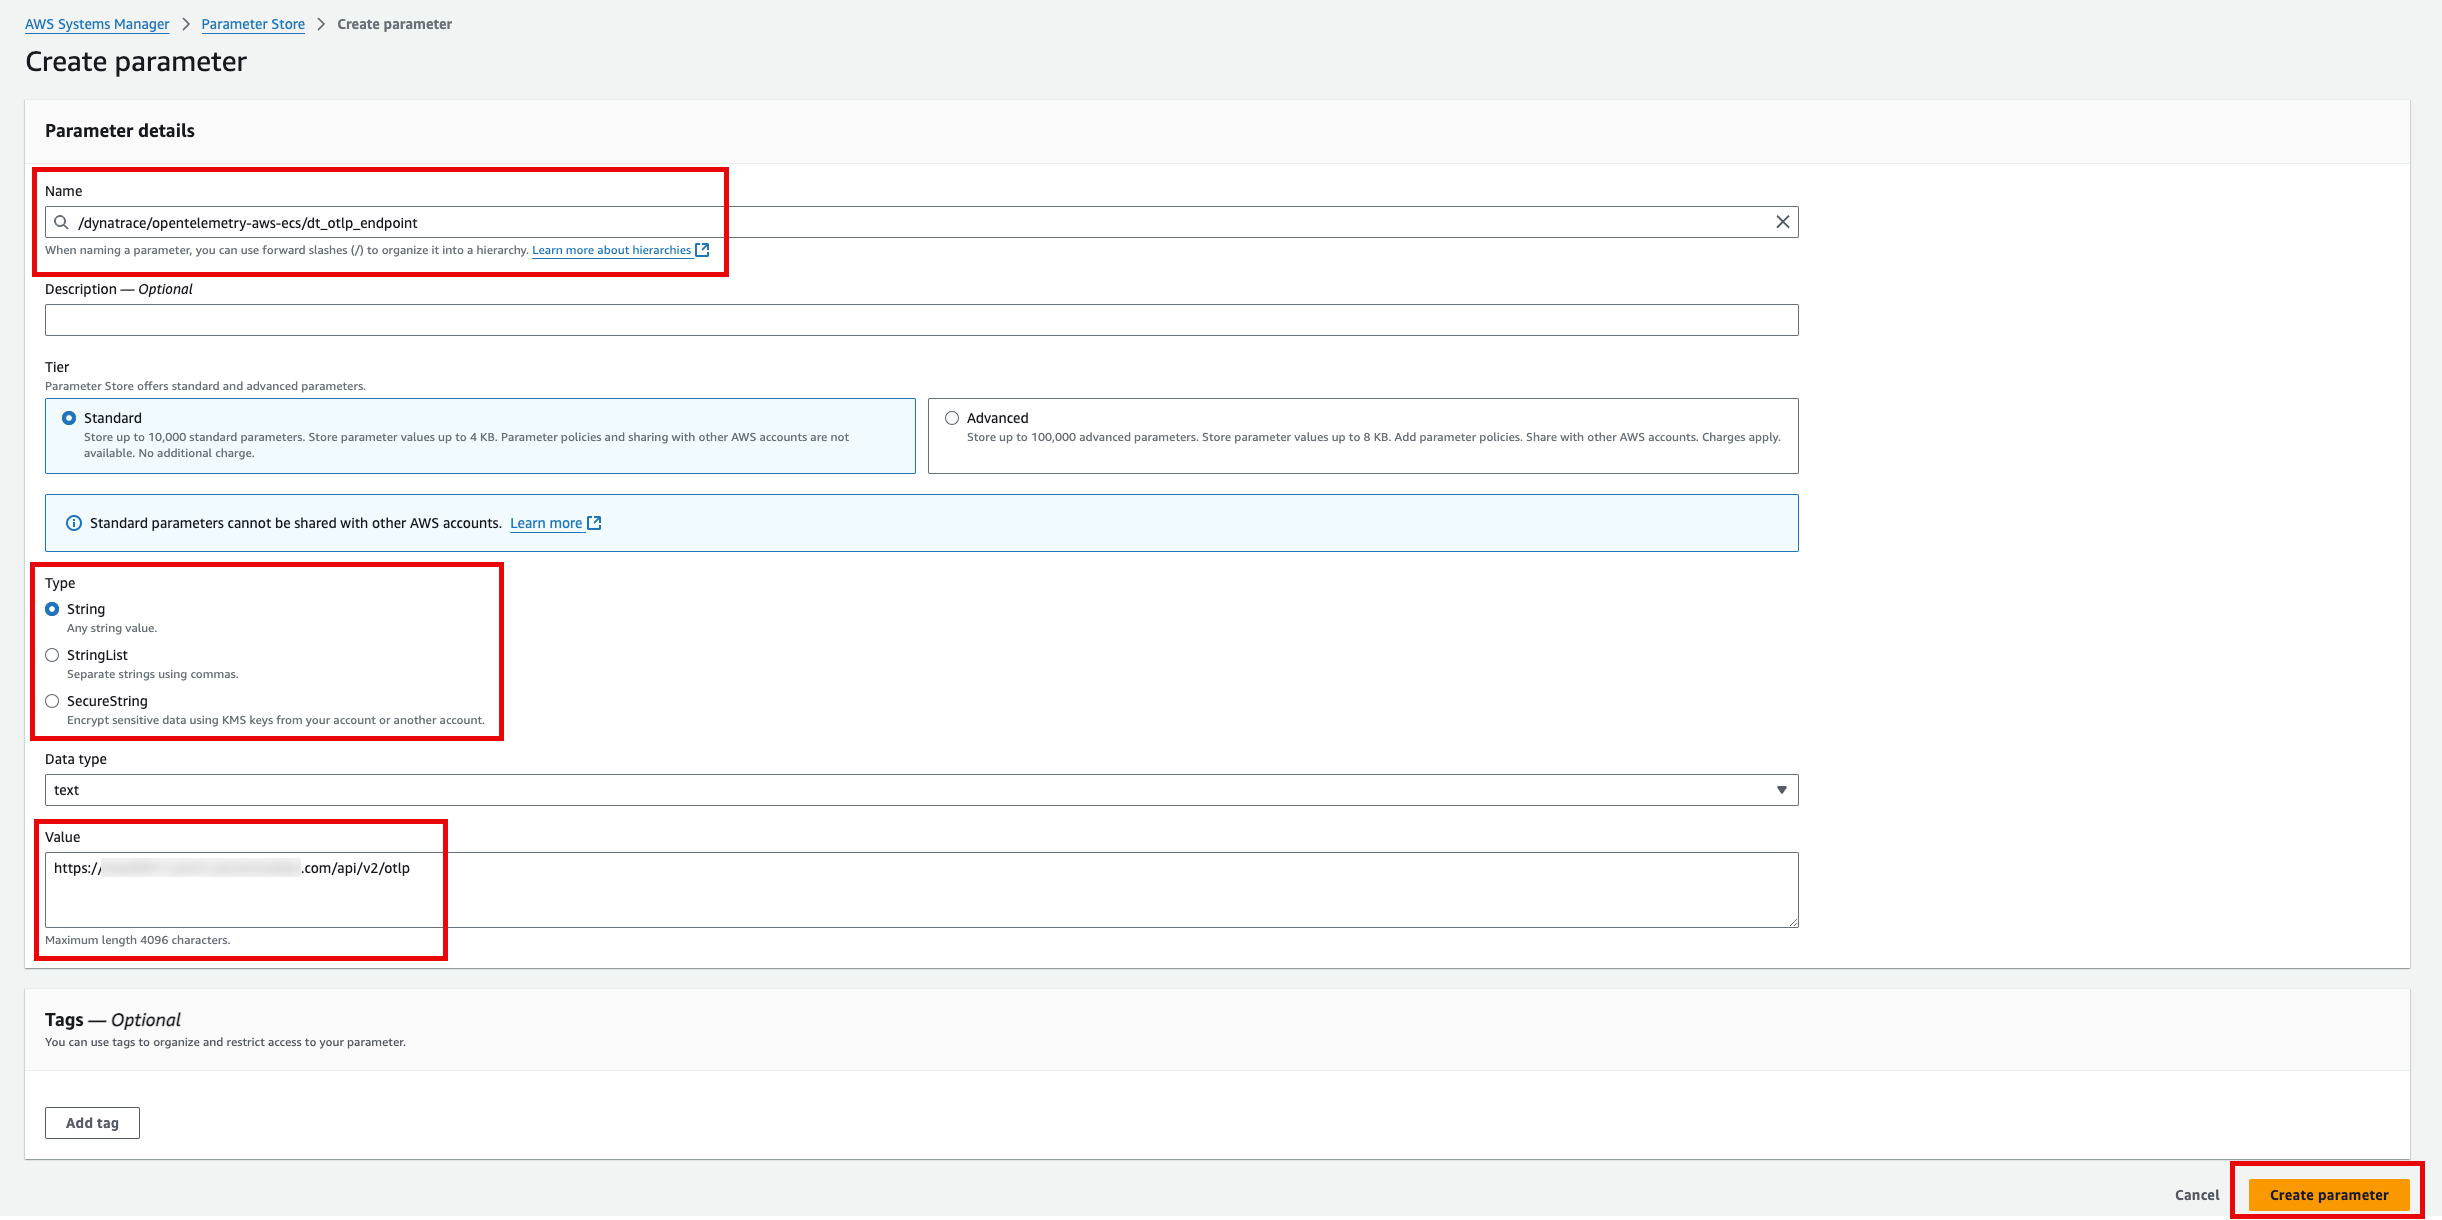 AWS Systems Manager > Parameter Store > Create parameter
Create parameter
Parameter details
Name
/dynatrace/opentelemetry-aws-ecs/dt_otlp_endpoint
When naming a parameter, you can use forward slashes (/) to organize it into a hierarchy. Learn more about hierarchies
Description — Optional
Tier
Parameter Store offers standard and advanced parameters.
Standard
Store up to 10,000 standard parameters. Store parameter values up to 4 KB. Parameter policies and sharing with other AWS accounts are not
available. No additional charge.
Advanced
Store up to 100,000 advanced parameters. Store parameter values up to 8 KB. Add parameter policies. Share with other AWS accounts. Charges apply.
Standard parameters cannot be shared with other AWS accounts. Learn more
Type
String
Any string value.
StringList
Separate strings using commas.
SecureString
Encrypt sensitive data using KMS keys from your account or another account.
Data type
text
Value
https:// .com/api/v2/otlp
Maximum length 4096 characters.
Tags — Optional
You can use tags to organize and restrict access to your parameter.
Add tag
Cancel
Create parameter